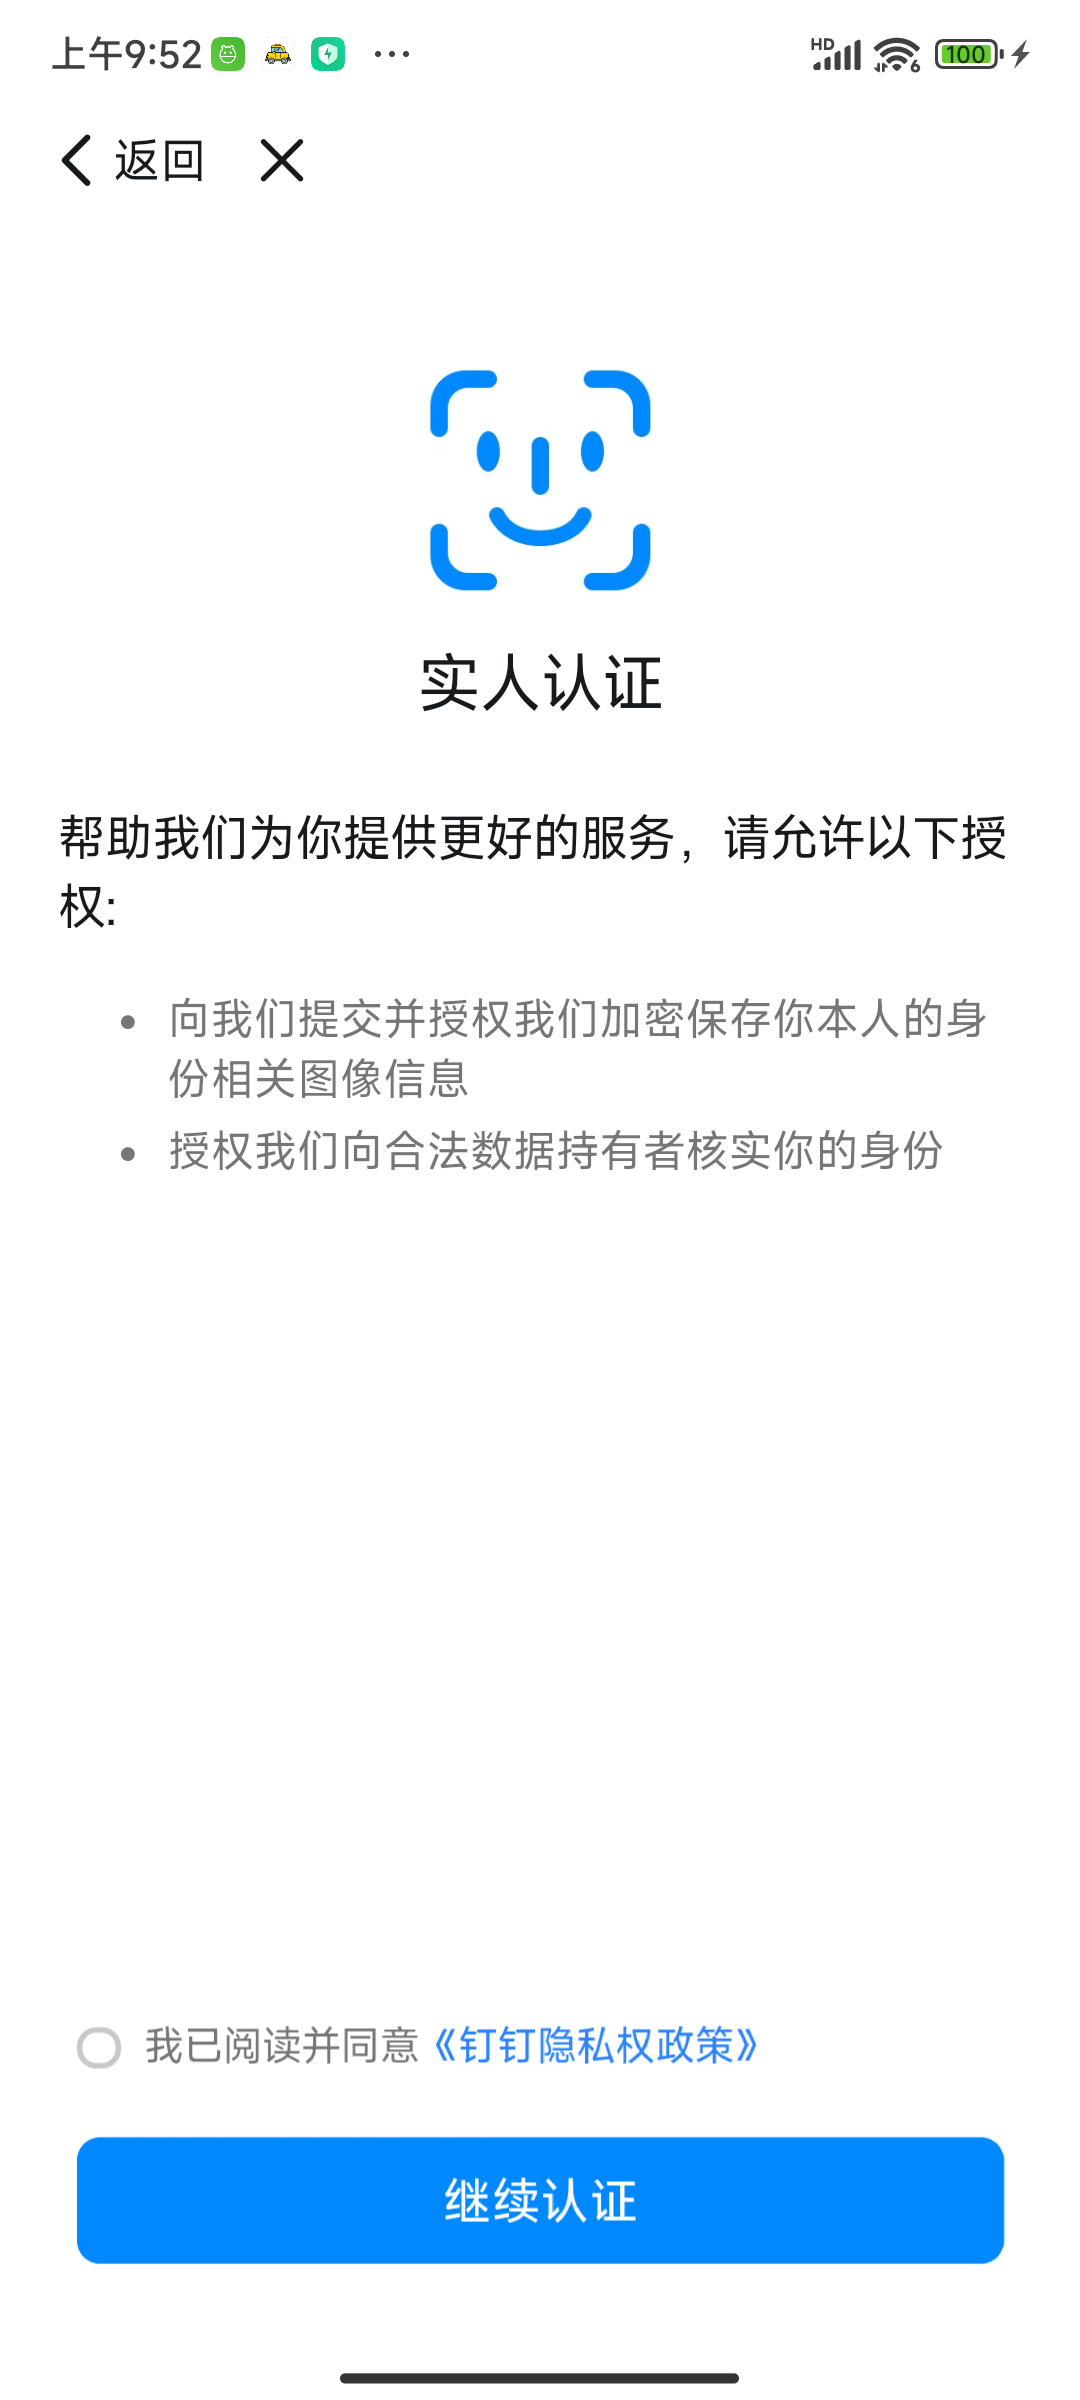 上午9:52
HD
6
100
返回
实人认证
帮助我们为你提供更好的服务，请允许以下授
权:
向我们提交并授权我们加密保存你本人的身
份相关图像信息
授权我们向合法数据持有者核实你的身份
我已阅读并同意《钉钉隐私权政策》
继续认证